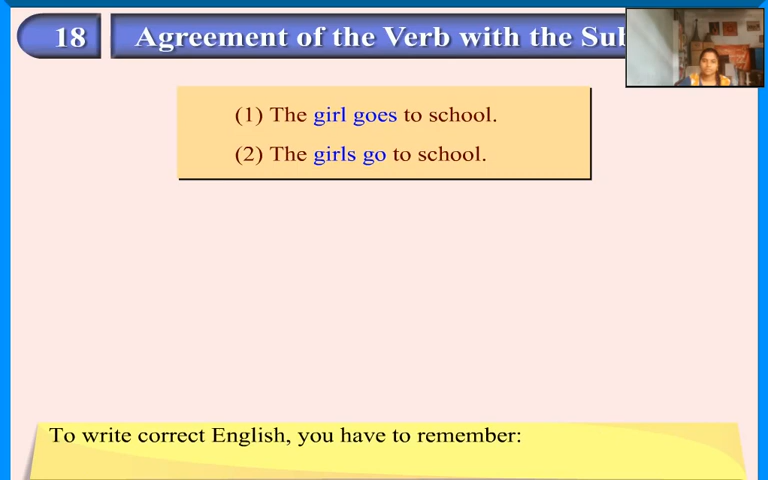 18
Agreement of the Verb with the
(1) The girl goes to school.
(2) The girls go to school.
To write correct English, you have to remember: